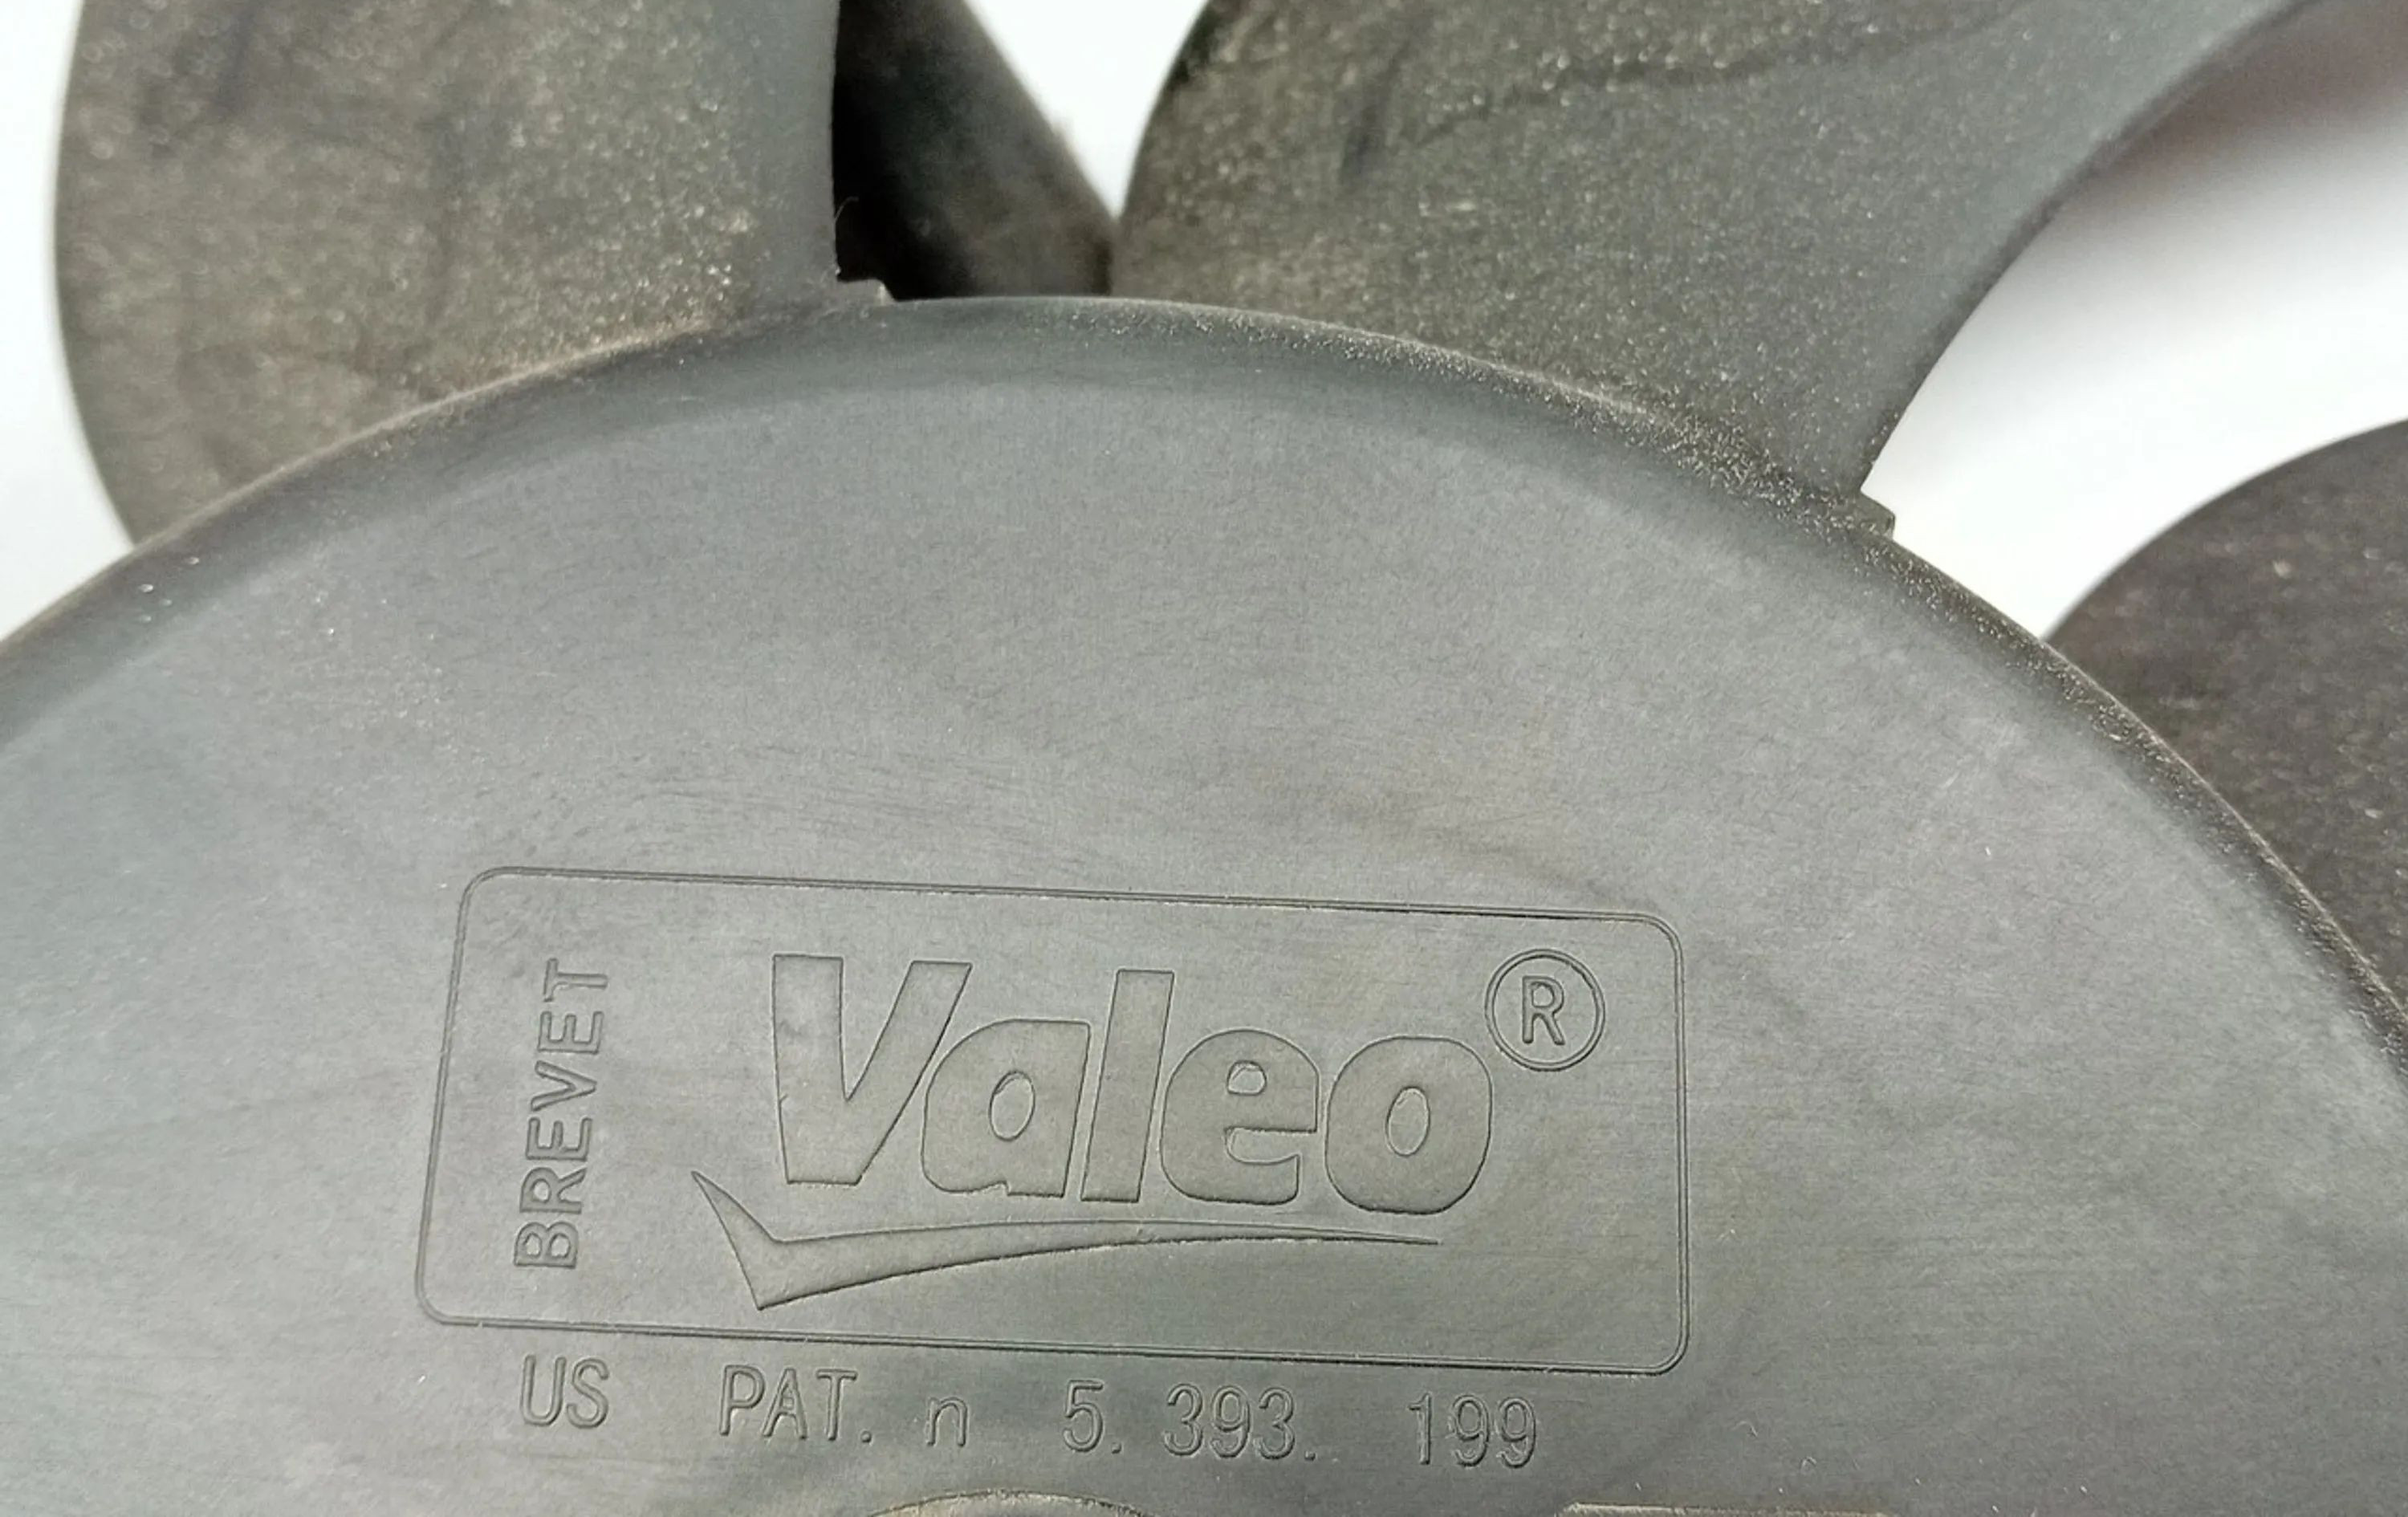 BREVET
Valeo ®
US PAT. n 5. 393. 199